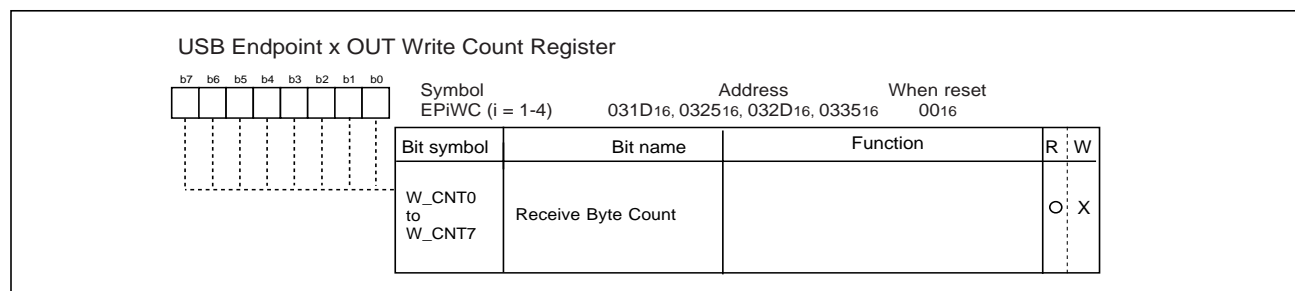 USB Endpoint x OUT Write Count Register
b7 b6 b5 b4 b3 b2 b1 b0
Symbol Address When reset
EPiWC (i = 1-4) 031D16, 032516, 032D16, 033516 0016
Bit symbol Bit name Function R W
W_CNT0
to
W_CNT7
Receive Byte Count
O X